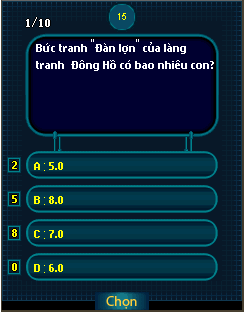 15
1/10
Bức tranh "Đàn lợn" của làng
tranh Đông Hồ có bao nhiêu con?
2 A : 5.0
5 B : 8.0
8 C : 7.0
0 D : 6.0
Chọn